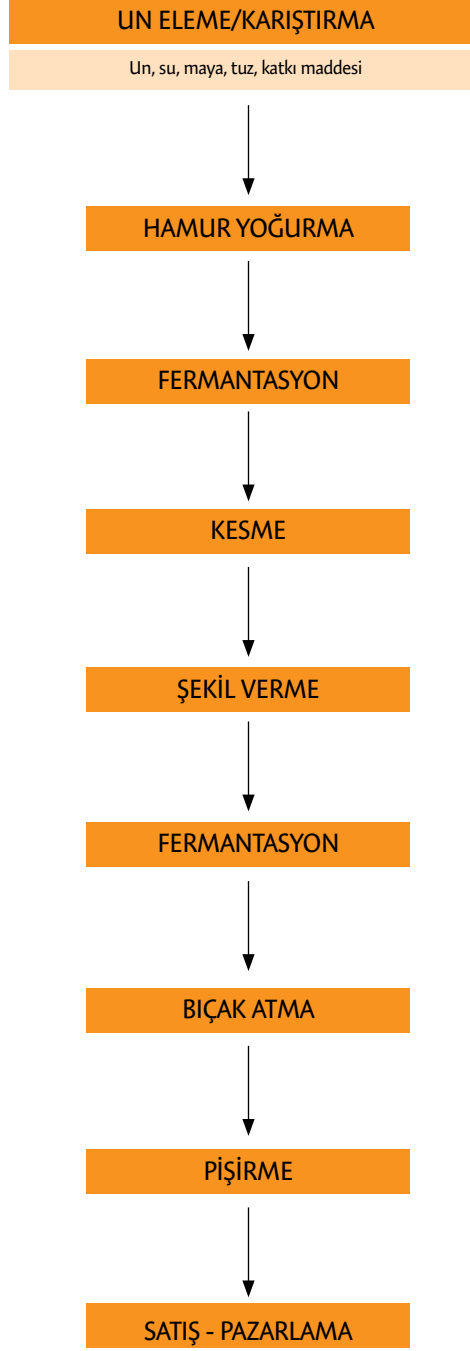 UN ELEME/KARIŞTIRMA
Un, su, maya, tuz, katkı maddesi
HAMUR YOĞURMA
FERMANTASYON
KESME
ŞEKİL VERME
FERMANTASYON
BIÇAK ATMA
PİŞİRME
SATIŞ - PAZARLAMA